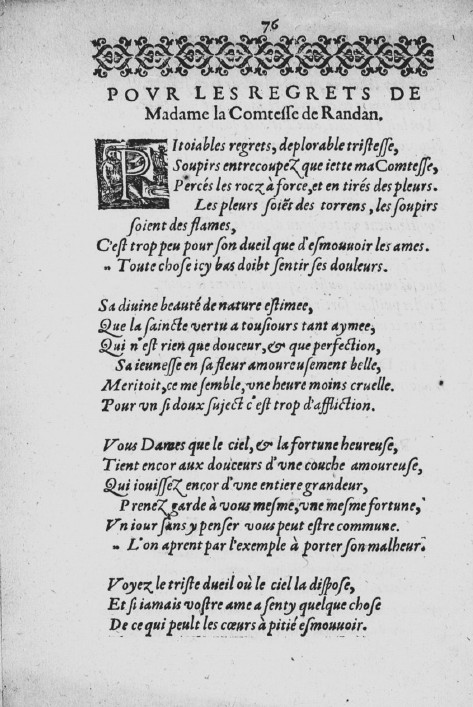 76
POVR LES REGRETS DE
Madame la Comtesse de Randan.
PItoiables regrets, deplorable tristesse,
Soupirs entrecoupez que iette ma Comtesse,
Percés les rocz à force, et en tirés des pleurs.
Les pleurs soiēt des torrens, les soupirs
soient des flames,
C'est trop peu pour son dueil que d'esmouuoir les ames.
„ Toute chose icy bas doibt sentir ses douleurs.
Sa diuine beauté de nature estimee,
Que la saincte vertu a tousiours tant aymee,
Qui n'est rien que douceur, & que perfection,
Sa ieunesse en sa fleur amoureusement belle,
Meritoit, ce me semble, vne heure moins cruelle.
Pour vn si doux suject c'est trop d'affliction.
Vous Dames que le ciel, & la fortune heureuse,
Tient encor aux douceurs d'vne couche amoureuse,
Qui iouissez encor d'vne entiere grandeur,
Prenez garde à vous mesme, vne mesme fortune,
Vn iour sans y penser vous peut estre commune.
„ L'on aprent par l'exemple à porter son malheur.
Voyez le triste dueil où le ciel la dispose,
Et si iamais vostre ame a senty quelque chose
De ce qui peult les cœurs à pitié esmouuoir.